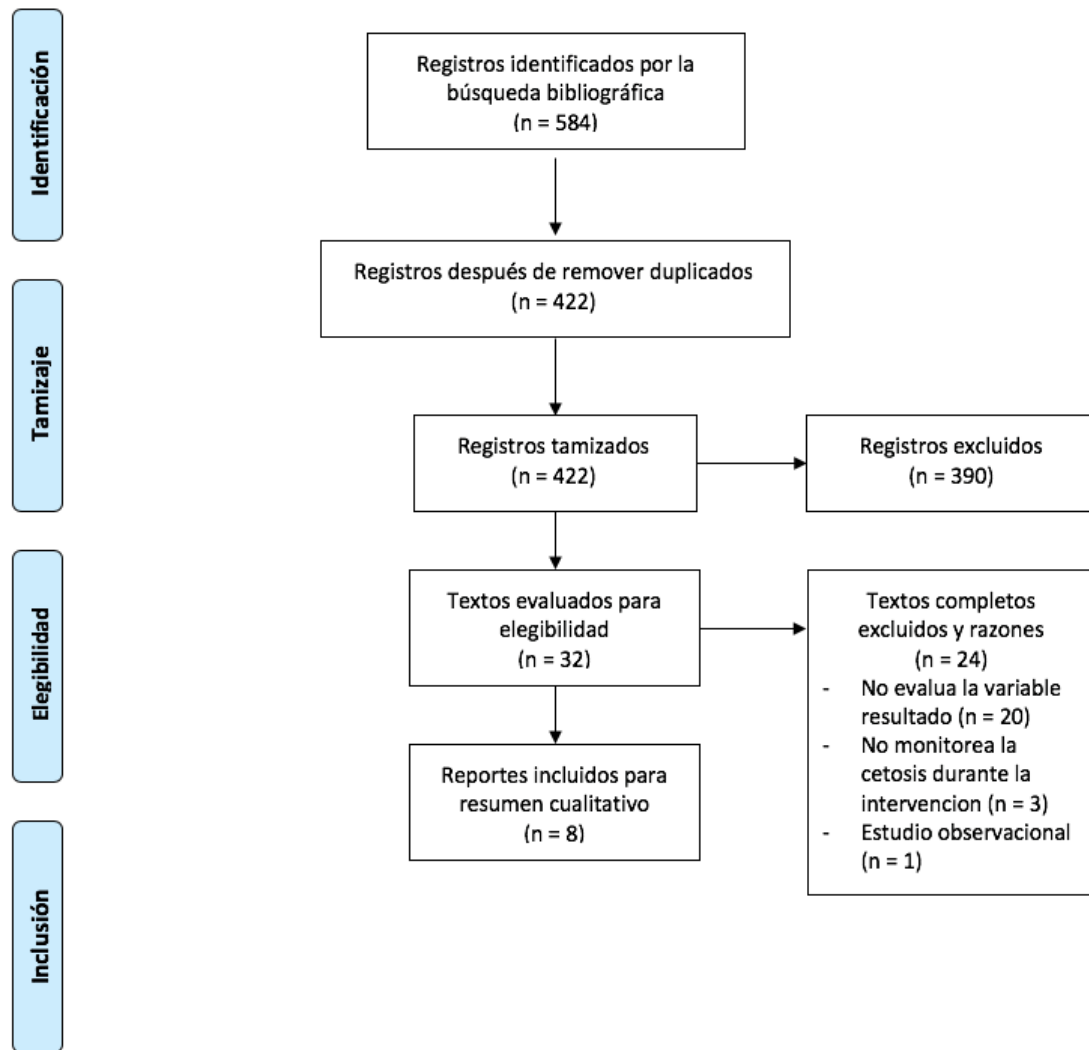 Identificación
Registros identificados por la
búsqueda bibliográfica
(n = 584)
Registros después de remover duplicados
(n = 422)
Tamizaje
Registros tamizados
(n = 422)
Registros excluidos
(n = 390)
Elegibilidad
Textos evaluados para
elegibilidad
(n = 32)
Textos completos
excluidos y razones
(n = 24)
- No evalua la variable
resultado (n = 20)
- No monitorea la
cetosis durante la
intervencion (n = 3)
- Estudio observacional
(n = 1)
Reportes incluidos para
resumen cualitativo
(n = 8)
Inclusión